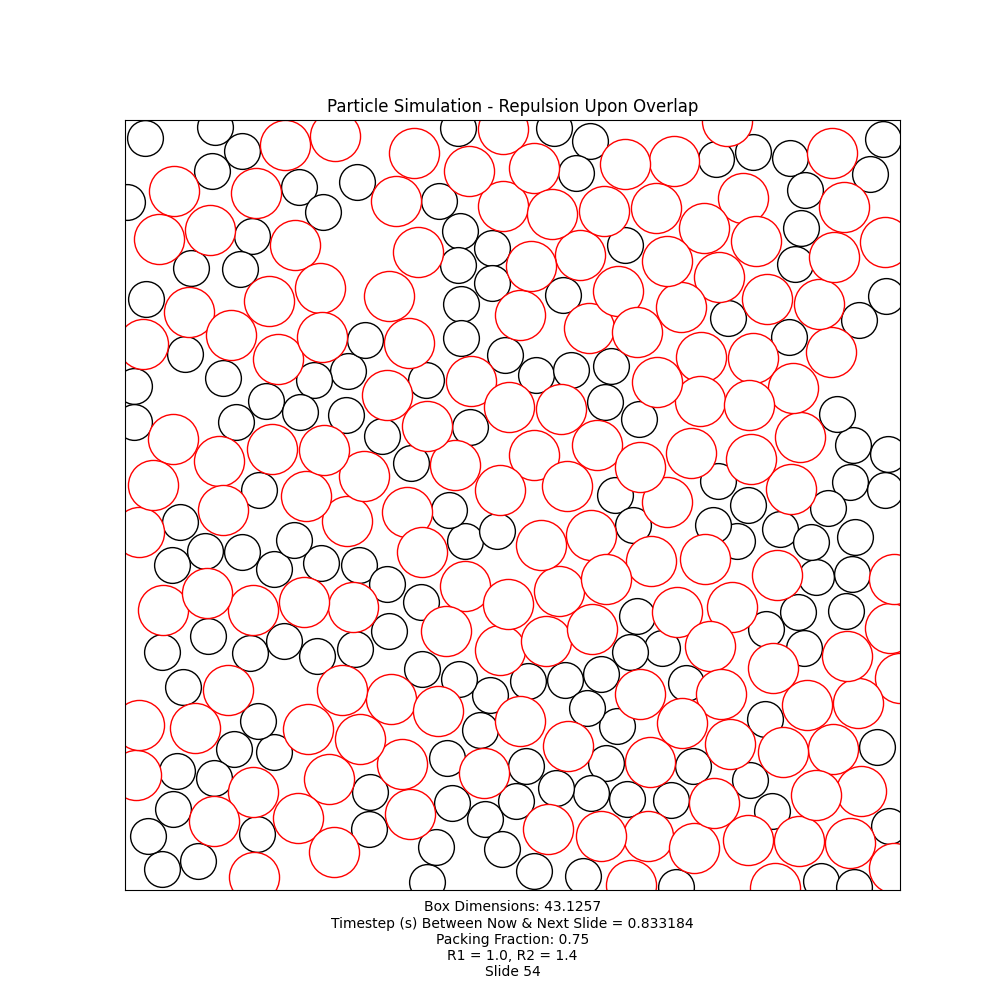 Particle Simulation - Repulsion Upon Overlap
Box Dimensions: 43.1257
Timestep (s) Between Now & Next Slide = 0.833184
Packing Fraction: 0.75
R1 = 1.0, R2 = 1.4
Slide 54